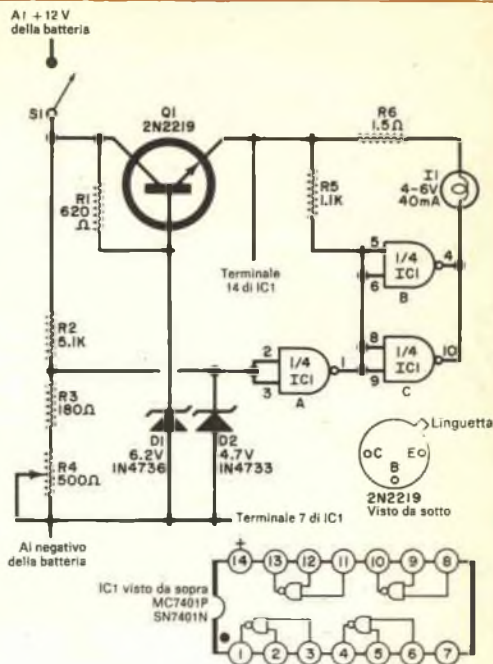 Al +12 V
della batteria
S1
Q1
2N2219
R1
620
Ω
R6
1.5Ω
I1
4-6V
40mA
R5
1.1K
Terminale
14 di IC1
5
6
1/4
IC1
4
B
R2
5.1K
2
3
1/4
IC1
1
A
8
9
1/4
IC1
10
C
R3
180Ω
R4
500Ω
D1
6.2V
1N4736
D2
4.7V
1N4733
Linguetta
C
E
B
2N2219
Visto da sotto
Terminale 7 di IC1
Al negativo
della batteria
IC1 visto da sopra
MC7401P
SN7401N
+
14 13 12 11 10 9 8
1 2 3 4 5 6 7